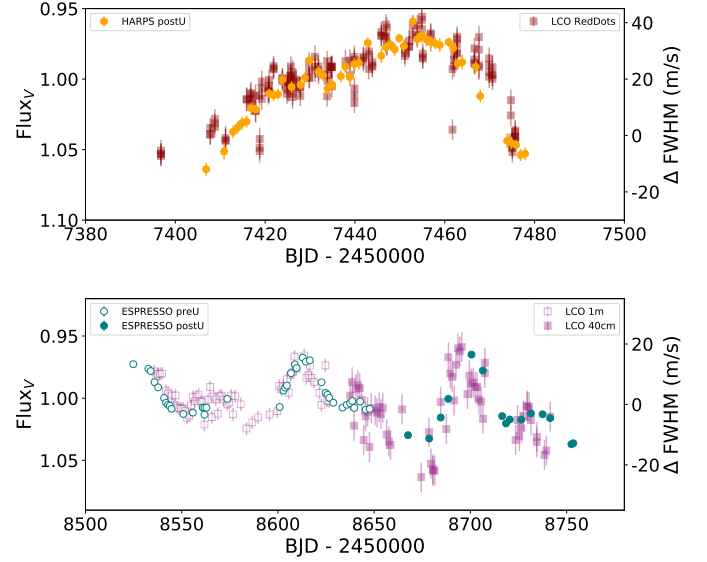 0.95
HARPS postU
LCO RedDots
40
1.00
20
Flux_V
Δ FWHM (m/s)
0
1.05
-20
1.10
7380 7400 7420 7440 7460 7480 7500
BJD - 2450000
ESPRESSO preU
ESPRESSO postU
LCO 1m
LCO 40cm
0.95
20
1.00
0
Flux_V
Δ FWHM (m/s)
1.05
-20
8500 8550 8600 8650 8700 8750
BJD - 2450000